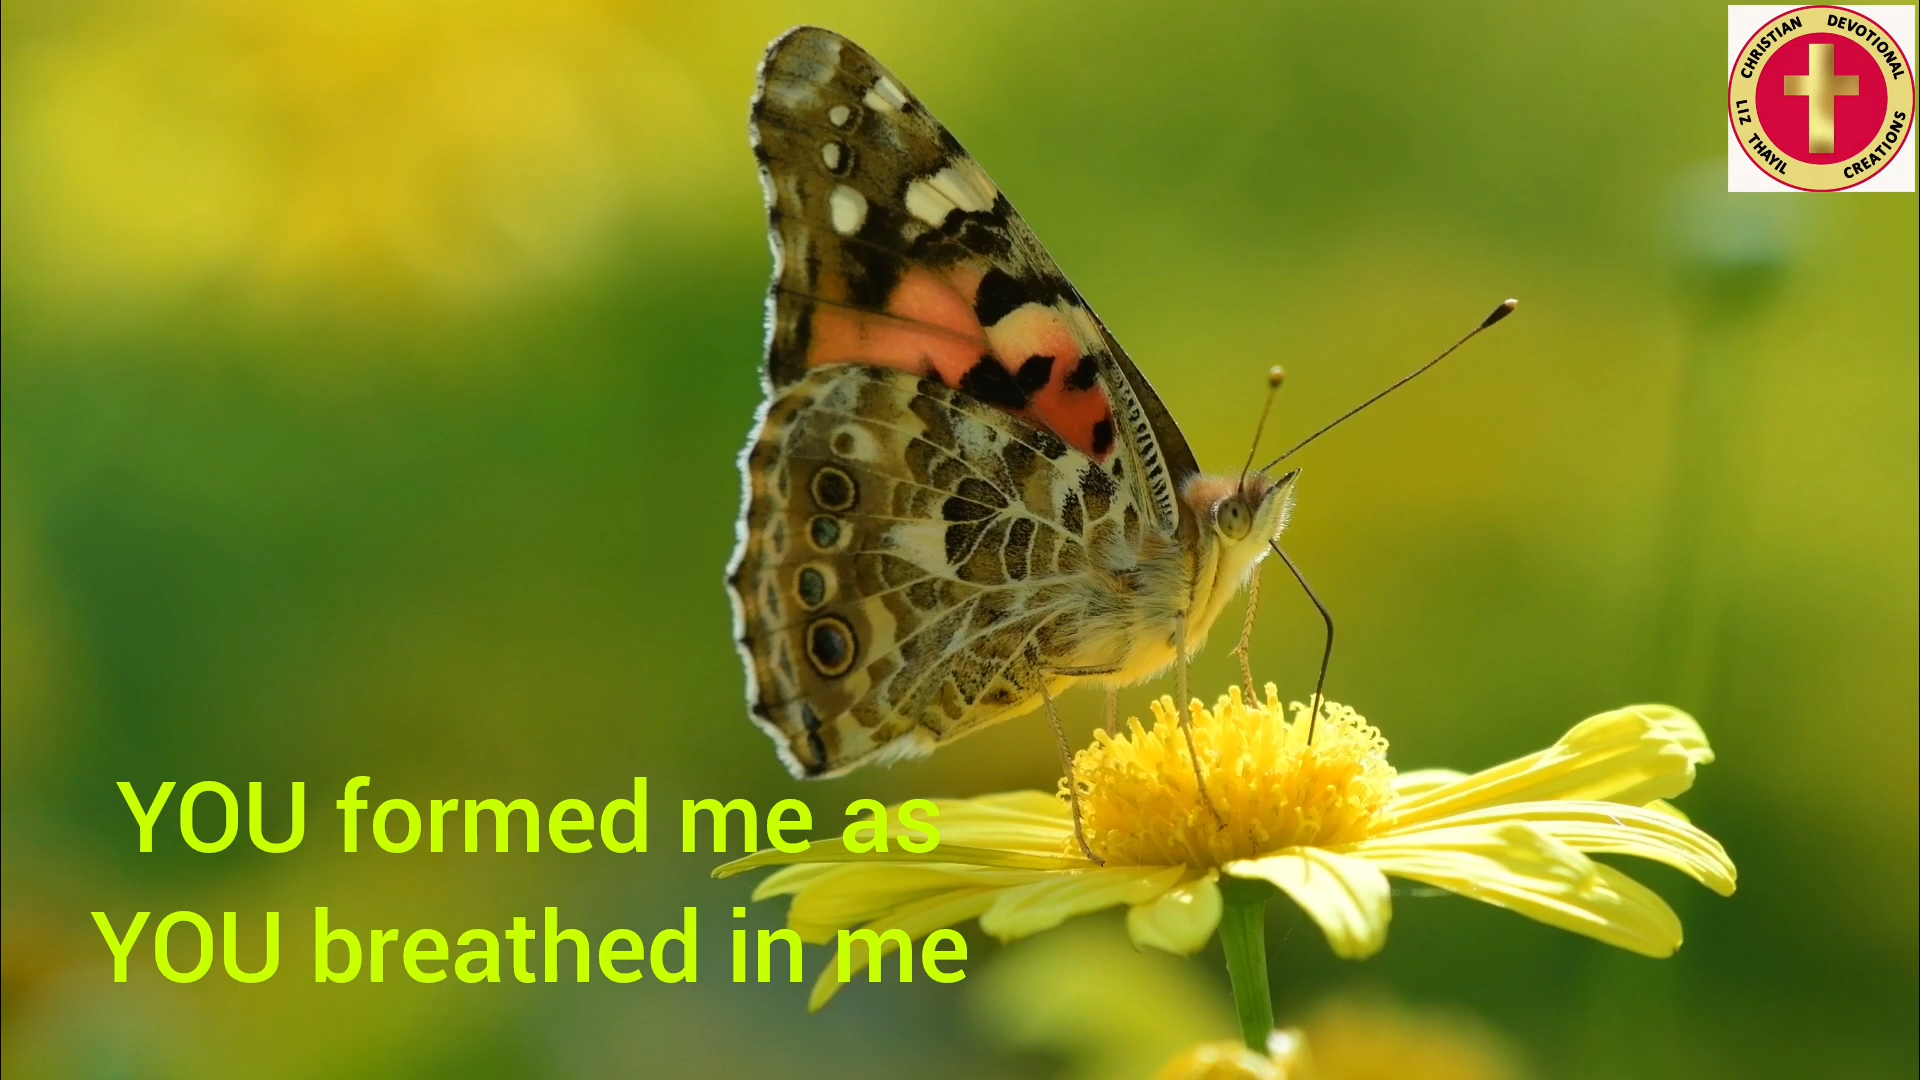 CHRISTIAN DEVOTIONAL
LIZ THAYIL CREATIONS
YOU formed me as
YOU breathed in me